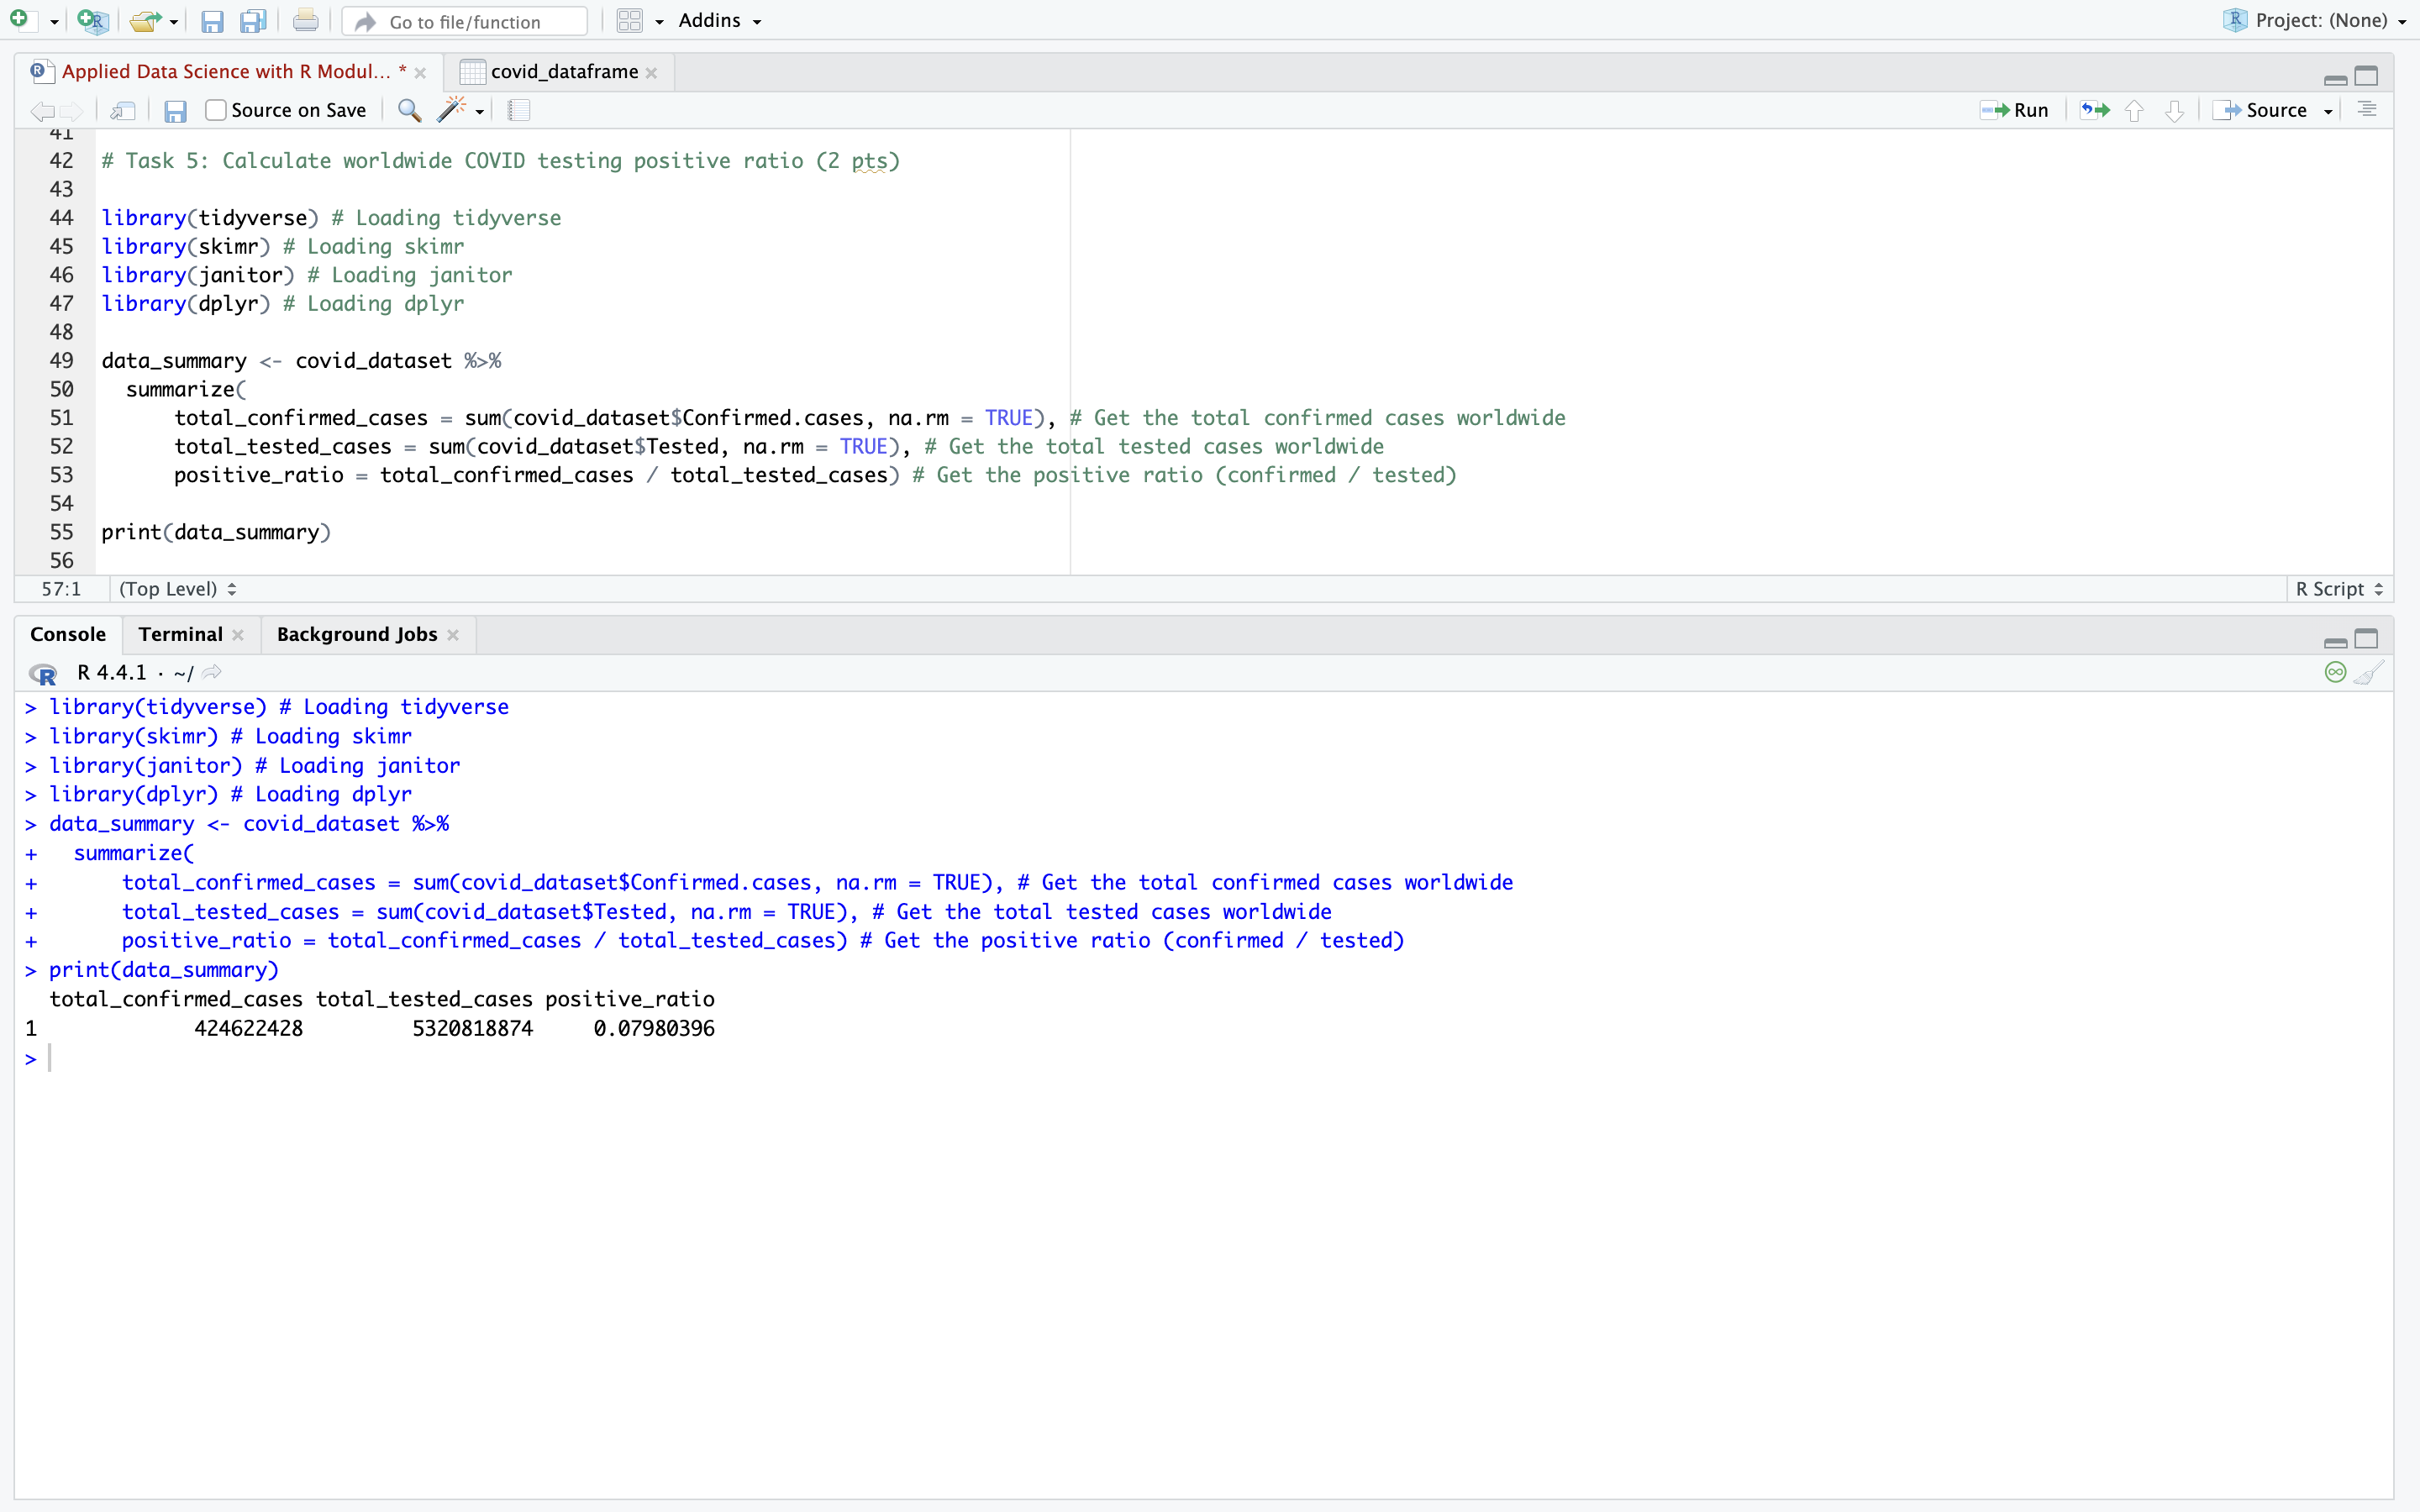 Go to file/function
Addins
Project: (None)
Applied Data Science with R Modul... *
covid_dataframe
Source on Save
Run
Source
41
42 # Task 5: Calculate worldwide COVID testing positive ratio (2 pts)
43
44 library(tidyverse) # Loading tidyverse
45 library(skimr) # Loading skimr
46 library(janitor) # Loading janitor
47 library(dplyr) # Loading dplyr
48
49 data_summary <- covid_dataset %>%
50 summarize(
51 total_confirmed_cases = sum(covid_dataset$Confirmed.cases, na.rm = TRUE), # Get the total confirmed cases worldwide
52 total_tested_cases = sum(covid_dataset$Tested, na.rm = TRUE), # Get the total tested cases worldwide
53 positive_ratio = total_confirmed_cases / total_tested_cases) # Get the positive ratio (confirmed / tested)
54
55 print(data_summary)
56
57:1 (Top Level) R Script
Console Terminal Background Jobs
R R 4.4.1 · ~/
> library(tidyverse) # Loading tidyverse
> library(skimr) # Loading skimr
> library(janitor) # Loading janitor
> library(dplyr) # Loading dplyr
> data_summary <- covid_dataset %>%
+ summarize(
+ total_confirmed_cases = sum(covid_dataset$Confirmed.cases, na.rm = TRUE), # Get the total confirmed cases worldwide
+ total_tested_cases = sum(covid_dataset$Tested, na.rm = TRUE), # Get the total tested cases worldwide
+ positive_ratio = total_confirmed_cases / total_tested_cases) # Get the positive ratio (confirmed / tested)
> print(data_summary)
total_confirmed_cases total_tested_cases positive_ratio
1 424622428 5320818874 0.07980396
>